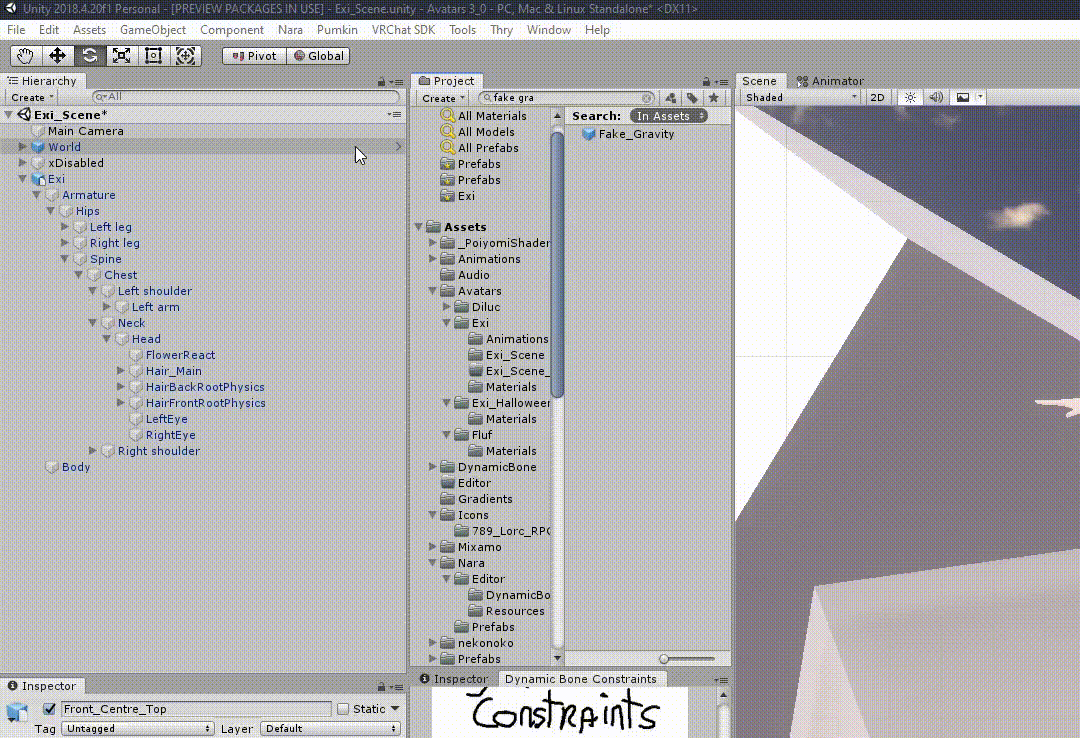 Unity 2018.4.20f1 Personal - [PREVIEW PACKAGES IN USE] - Exi_Scene.unity - Avatars 3_0 - PC, Mac & Linux Standalone* <DX11>
File Edit Assets GameObject Component Nara Pumkin VRChat SDK Tools Thry Window Help
Pivot Global
Hierarchy
Create All
Exi_Scene*
Main Camera
World
xDisabled
Exi
Armature
Hips
Left leg
Right leg
Spine
Chest
Left shoulder
Left arm
Neck
Head
FlowerReact
Hair_Main
HairBackRootPhysics
HairFrontRootPhysics
LeftEye
RightEye
Right shoulder
Body
Inspector
Front_Centre_Top Static
Tag Untagged Layer Default
Project
Create fake gra
All Materials
All Models
All Prefabs
Prefabs
Prefabs
Exi
Assets
_PoiyomiShader
Animations
Audio
Avatars
Diluc
Exi
Animations
Exi_Scene
Exi_Scene_
Materials
Exi_Halloween
Materials
Fluf
Materials
DynamicBone
Editor
Gradients
Icons
789_Lorc_RPG
Mixamo
Nara
Editor
DynamicBo
Resources
Prefabs
nekonoko
Prefabs
Search: In Assets
Fake_Gravity
Inspector Dynamic Bone Constraints
Constraints
Scene Animator
Shaded 2D